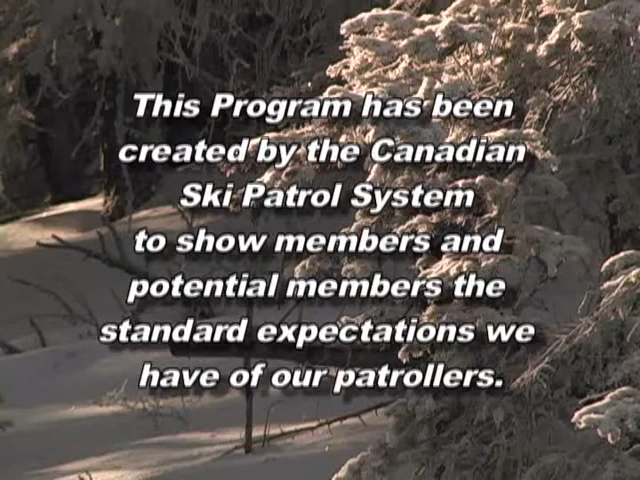 This Program has been
created by the Canadian
Ski Patrol System
to show members and
potential members the
standard expectations we
have of our patrollers.